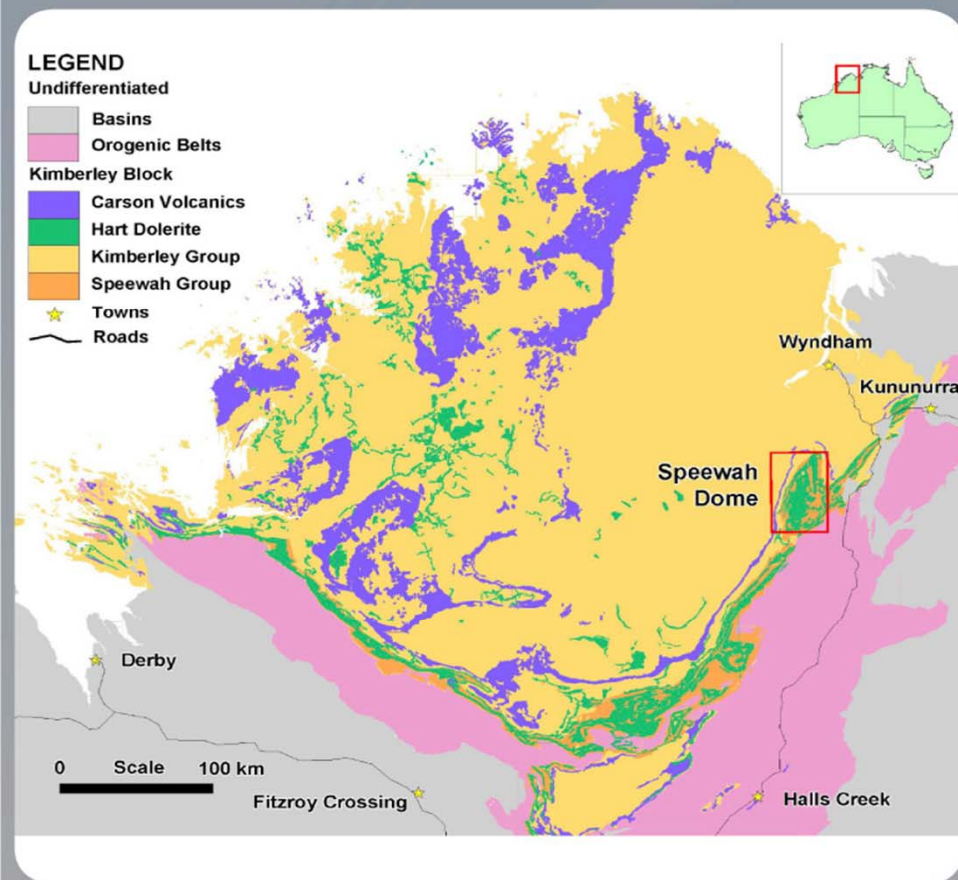 LEGEND
Undifferentiated
Basins
Orogenic Belts
Kimberley Block
Carson Volcanics
Hart Dolerite
Kimberley Group
Speewah Group
Towns
Roads
Wyndham
Kununurra
Speewah
Dome
Derby
0 Scale 100 km
Fitzroy Crossing
Halls Creek